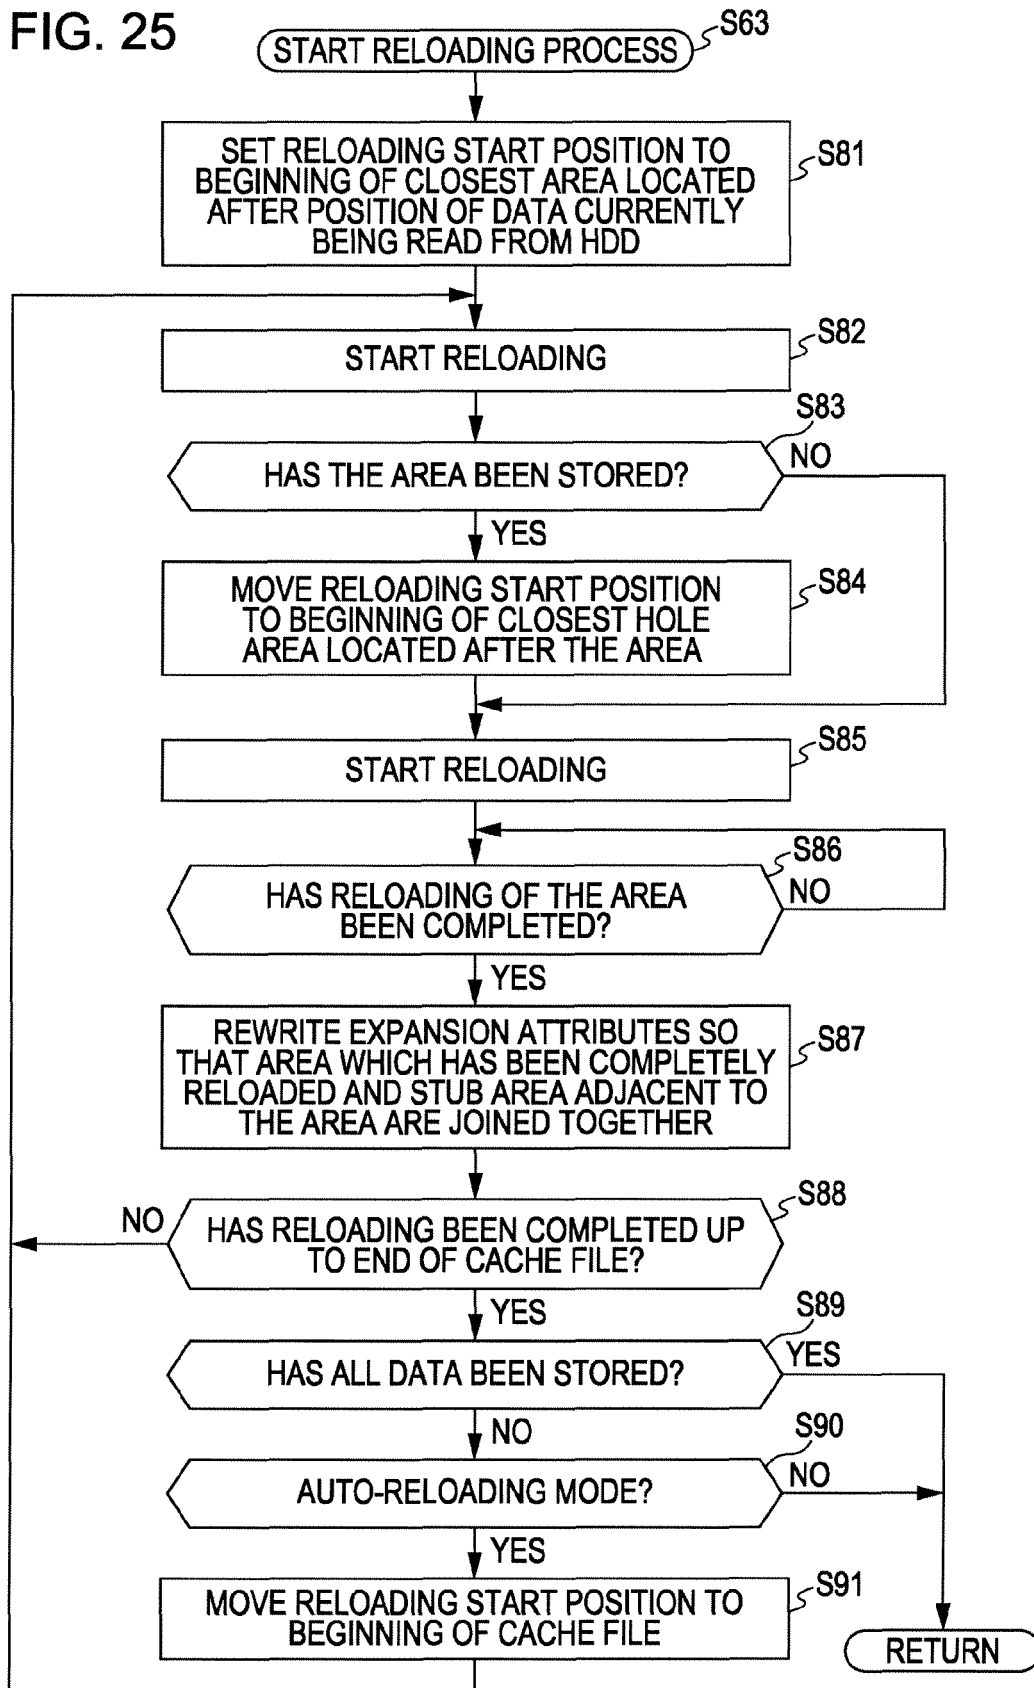 FIG. 25
START RELOADING PROCESS
S63
SET RELOADING START POSITION TO
BEGINNING OF CLOSEST AREA LOCATED
AFTER POSITION OF DATA CURRENTLY
BEING READ FROM HDD
S81
START RELOADING
S82
HAS THE AREA BEEN STORED?
S83
NO
YES
MOVE RELOADING START POSITION
TO BEGINNING OF CLOSEST HOLE
AREA LOCATED AFTER THE AREA
S84
START RELOADING
S85
HAS RELOADING OF THE AREA
BEEN COMPLETED?
S86
NO
YES
REWRITE EXPANSION ATTRIBUTES SO
THAT AREA WHICH HAS BEEN COMPLETELY
RELOADED AND STUB AREA ADJACENT TO
THE AREA ARE JOINED TOGETHER
S87
HAS RELOADING BEEN COMPLETED UP
TO END OF CACHE FILE?
S88
NO
YES
HAS ALL DATA BEEN STORED?
S89
YES
NO
AUTO-RELOADING MODE?
S90
NO
YES
MOVE RELOADING START POSITION TO
BEGINNING OF CACHE FILE
S91
RETURN